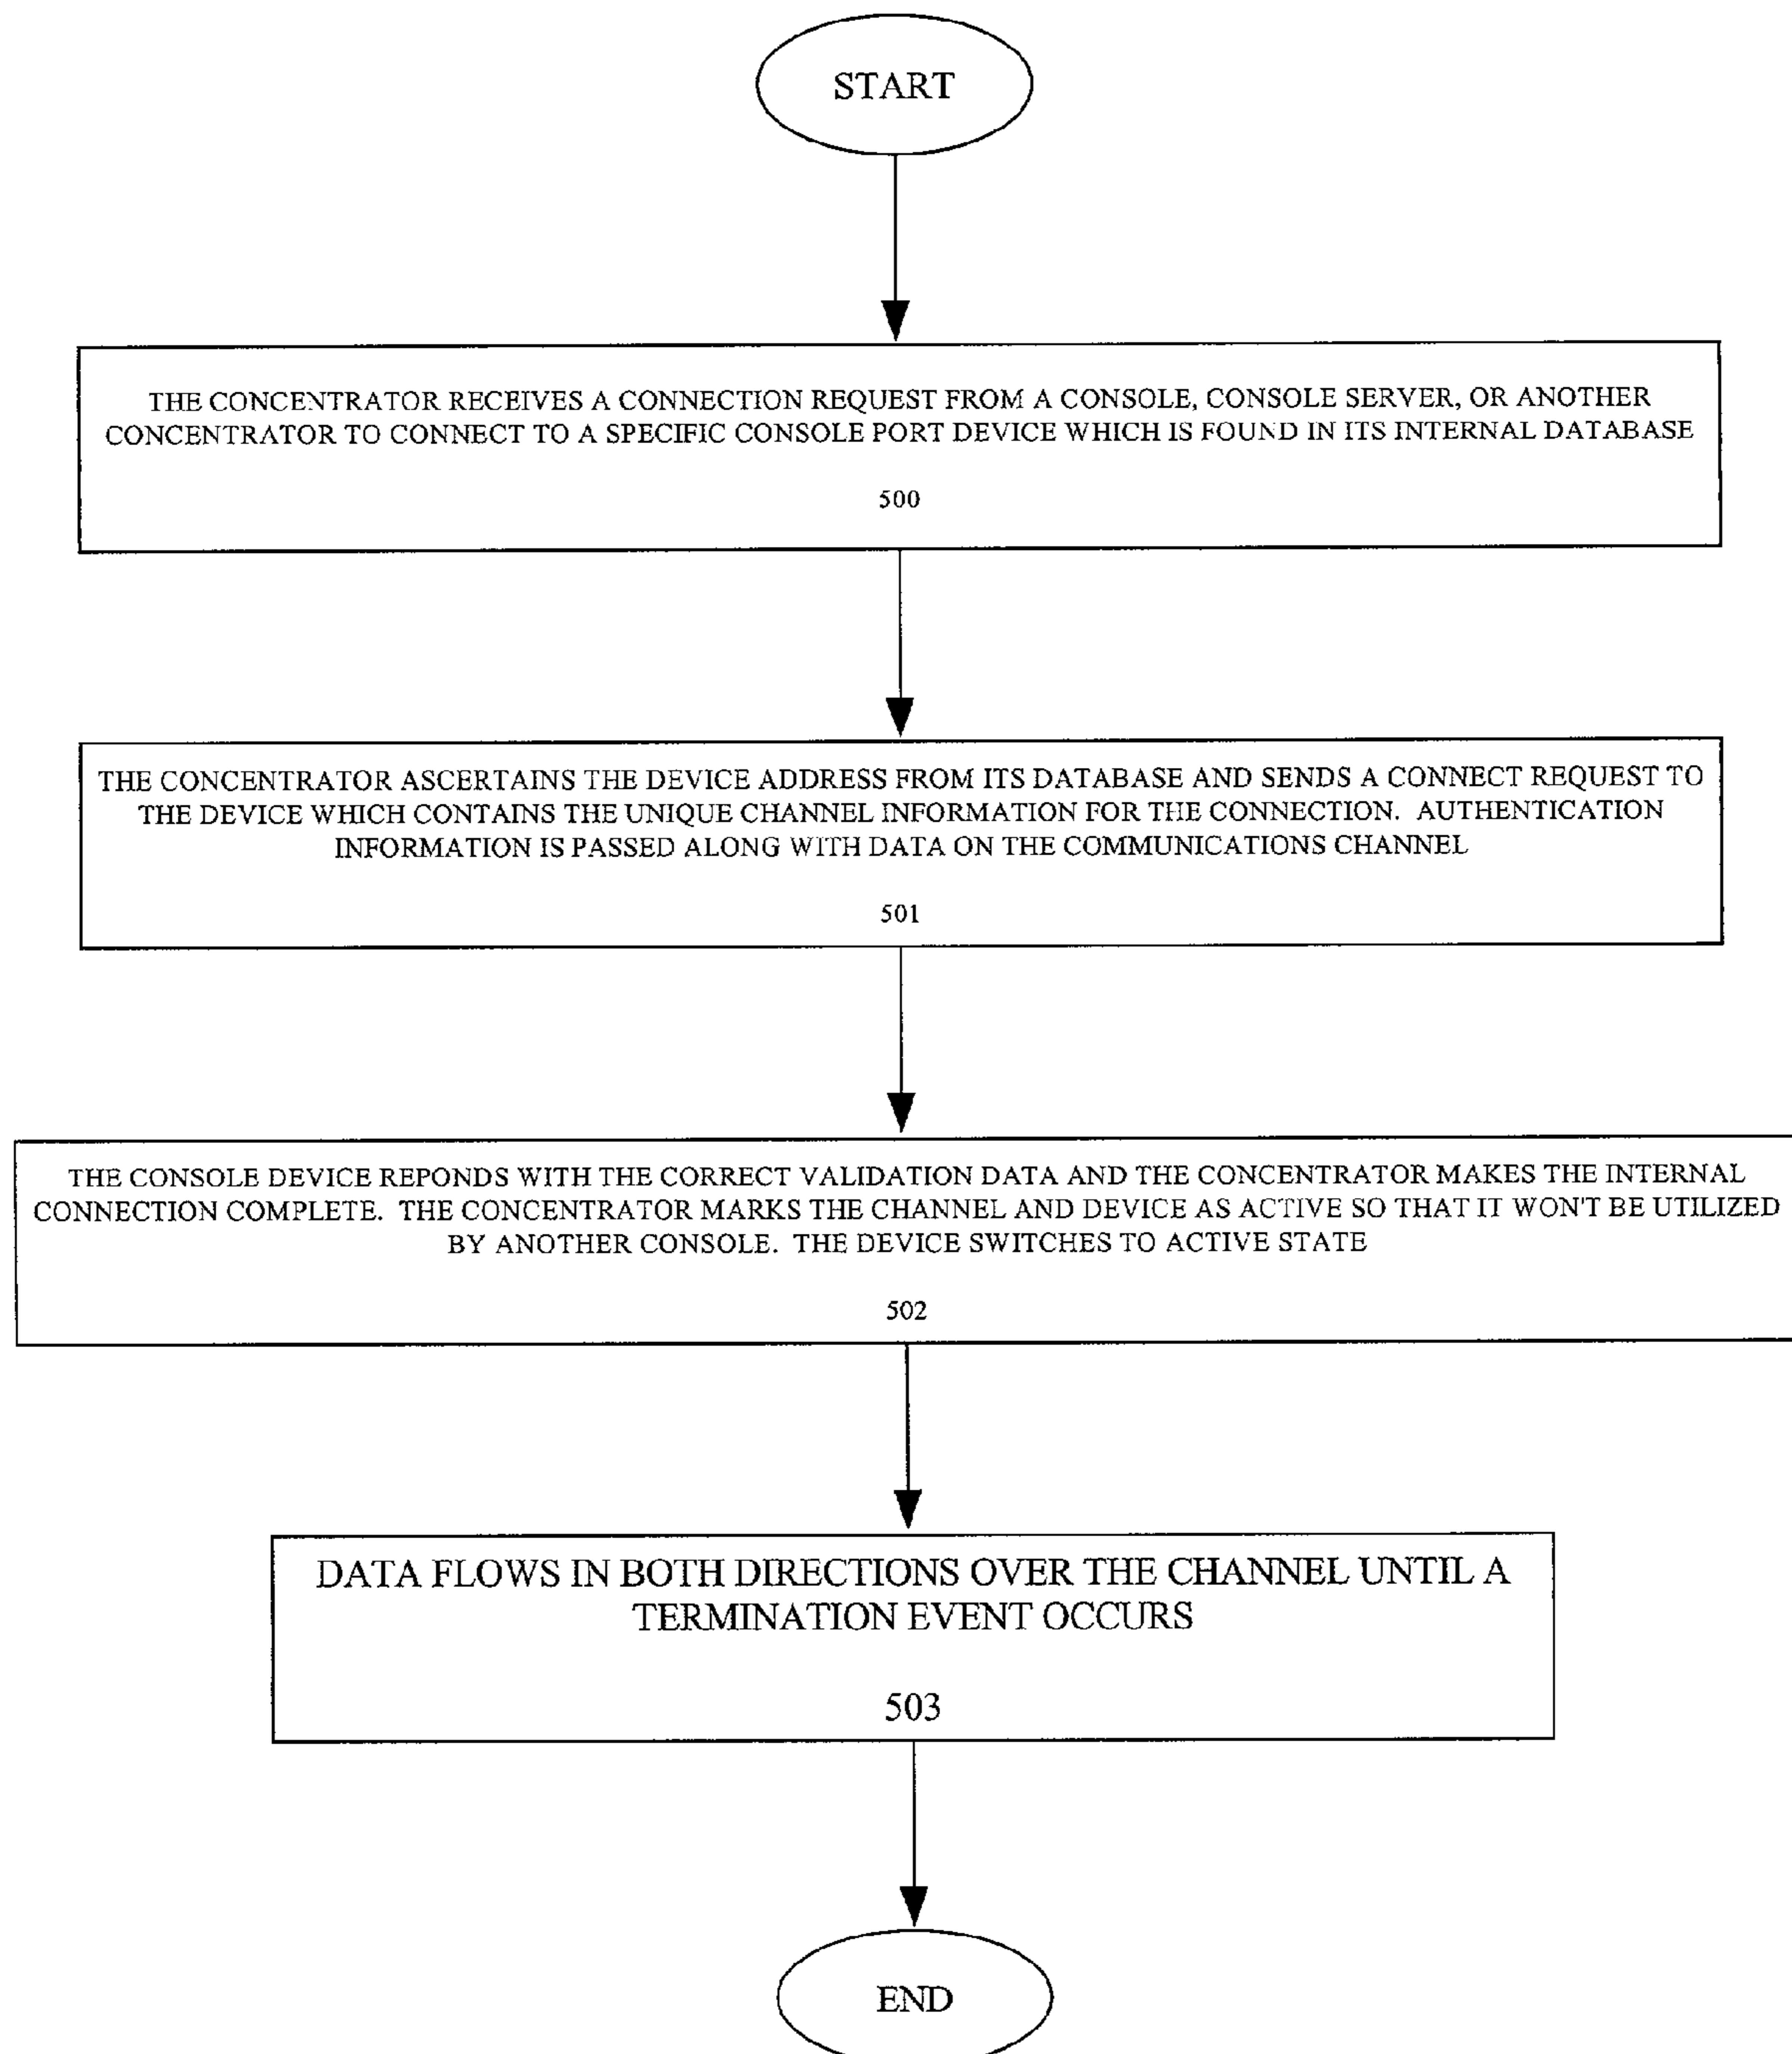 START
THE CONCENTRATOR RECEIVES A CONNECTION REQUEST FROM A CONSOLE, CONSOLE SERVER, OR ANOTHER
CONCENTRATOR TO CONNECT TO A SPECIFIC CONSOLE PORT DEVICE WHICH IS FOUND IN ITS INTERNAL DATABASE
500
THE CONCENTRATOR ASCERTAINS THE DEVICE ADDRESS FROM ITS DATABASE AND SENDS A CONNECT REQUEST TO
THE DEVICE WHICH CONTAINS THE UNIQUE CHANNEL INFORMATION FOR THE CONNECTION. AUTHENTICATION
INFORMATION IS PASSED ALONG WITH DATA ON THE COMMUNICATIONS CHANNEL
501
THE CONSOLE DEVICE REPONDS WITH THE CORRECT VALIDATION DATA AND THE CONCENTRATOR MAKES THE INTERNAL
CONNECTION COMPLETE. THE CONCENTRATOR MARKS THE CHANNEL AND DEVICE AS ACTIVE SO THAT IT WON'T BE UTILIZED
BY ANOTHER CONSOLE. THE DEVICE SWITCHES TO ACTIVE STATE
502
DATA FLOWS IN BOTH DIRECTIONS OVER THE CHANNEL UNTIL A
TERMINATION EVENT OCCURS
503
END